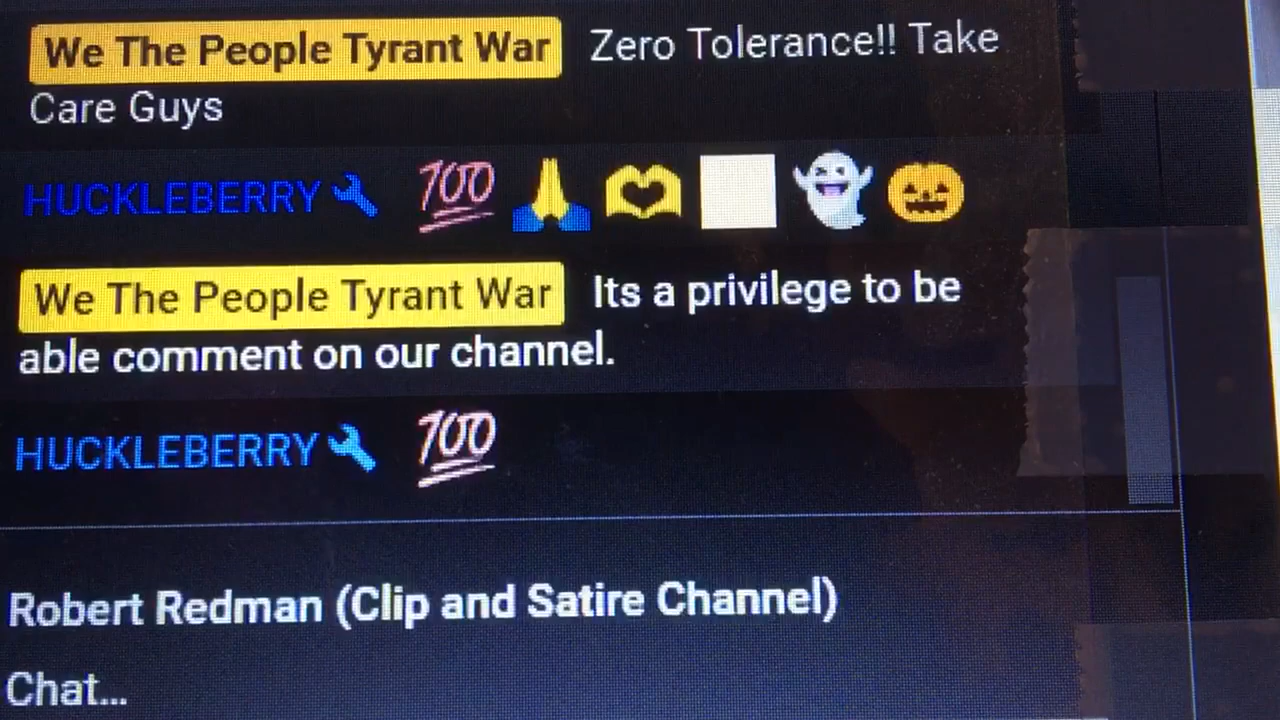 We The People Tyrant War Zero Tolerance!! Take
Care Guys
HUCKLEBERRY🔧 💯🙏🫶⬜👻🎃
We The People Tyrant War Its a privilege to be
able comment on our channel.
HUCKLEBERRY🔧 💯
Robert Redman (Clip and Satire Channel)
Chat...